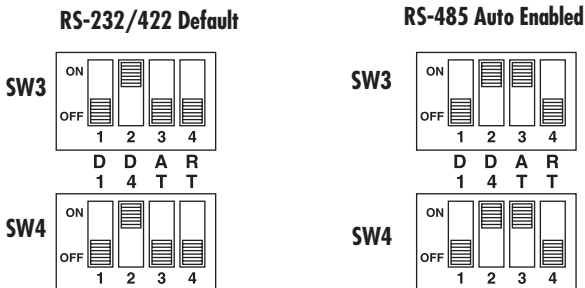 RS-232/422 Default
SW3
ON
OFF
1 2 3 4
D D A R
1 4 T T
SW4
ON
OFF
1 2 3 4
RS-485 Auto Enabled
SW3
ON
OFF
1 2 3 4
D D A R
1 4 T T
SW4
ON
OFF
1 2 3 4